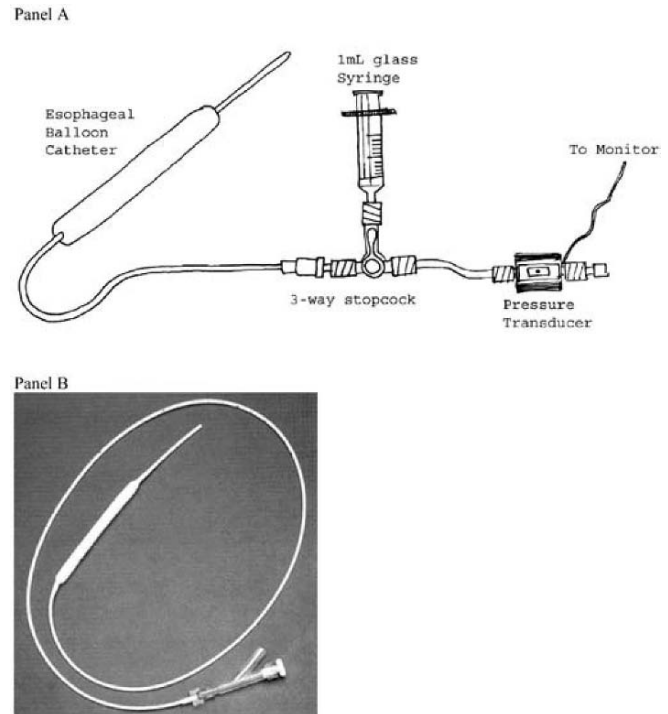 Panel A
1mL glass
Syringe
Esophageal
Balloon
Catheter
To Monitor
3-way stopcock
Pressure
Transducer
Panel B